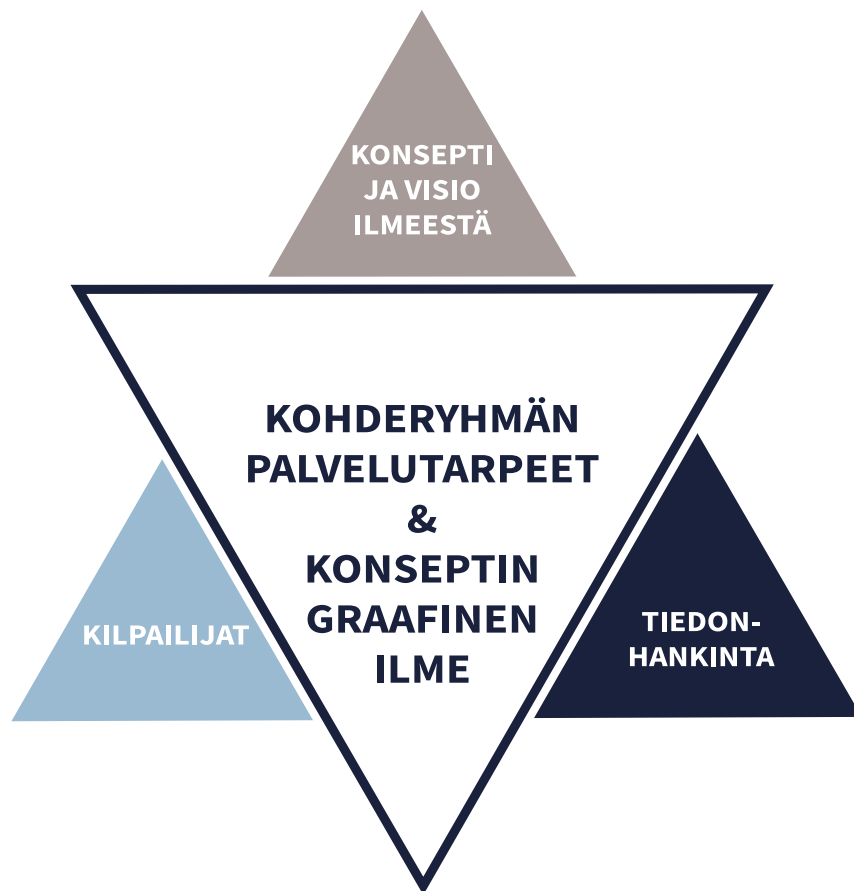 KONSEPTI
JA VISIO
ILMEESTÄ
KOHDERYHMÄN
PALVELUTARPEET
&
KONSEPTIN
GRAAFINEN
ILME
KILPAILIJAT
TIEDON-
HANKINTA